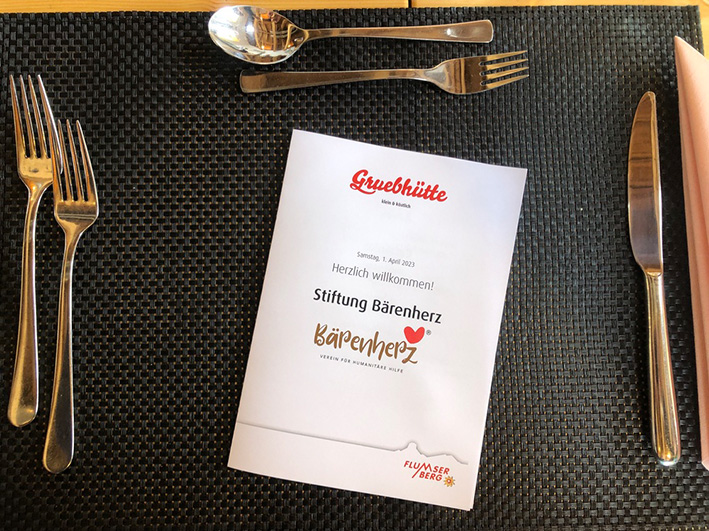 Gruebhütte
klein & köstlich
Samstag, 1. April 2023
Herzlich willkommen!
Stiftung Bärenherz
Bärenherz ®
VEREIN FÜR HUMANITÄRE HILFE
FLUMSER
BERG